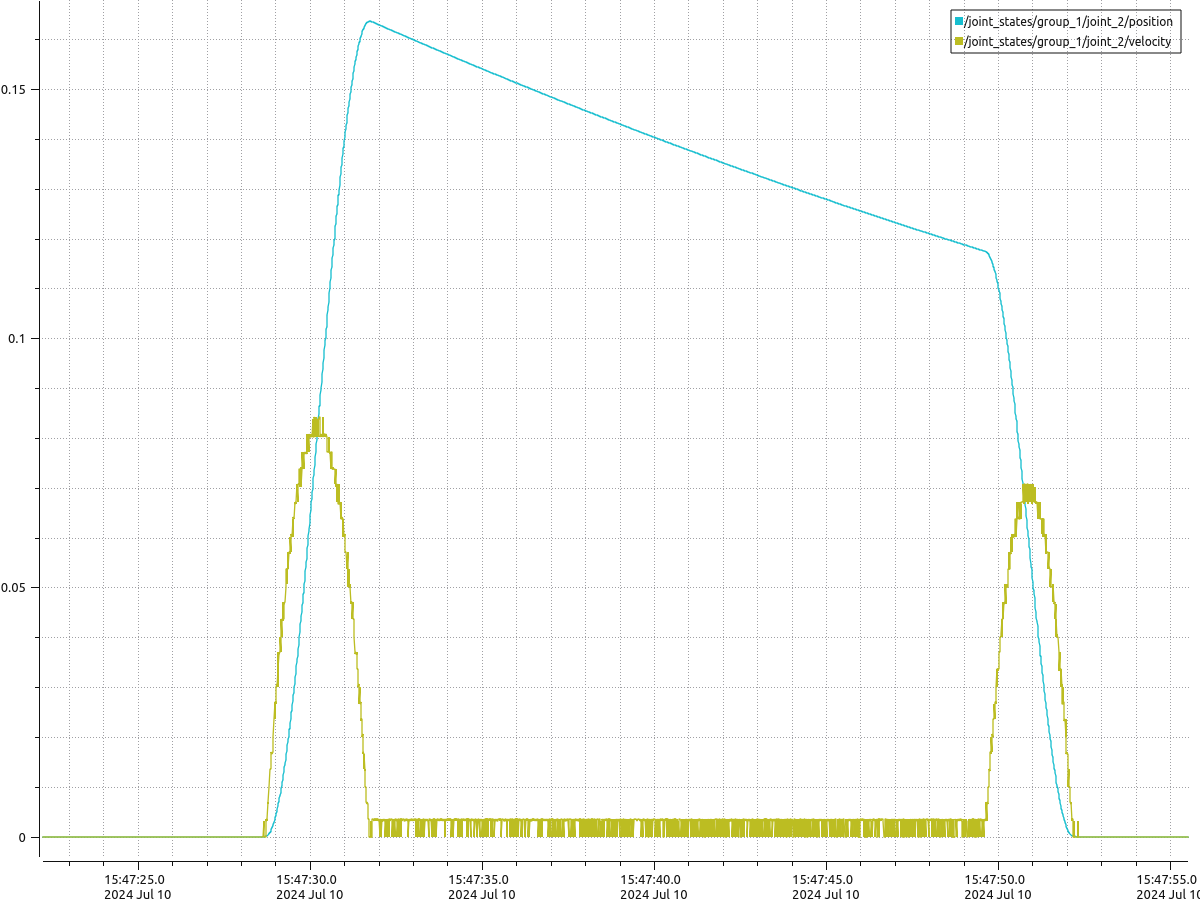 /joint_states/group_1/joint_2/position
/joint_states/group_1/joint_2/velocity
0.15
0.1
0.05
0
15:47:25.0
2024 Jul 10
15:47:30.0
2024 Jul 10
15:47:35.0
2024 Jul 10
15:47:40.0
2024 Jul 10
15:47:45.0
2024 Jul 10
15:47:50.0
2024 Jul 10
15:47:55.0
2024 Jul 10